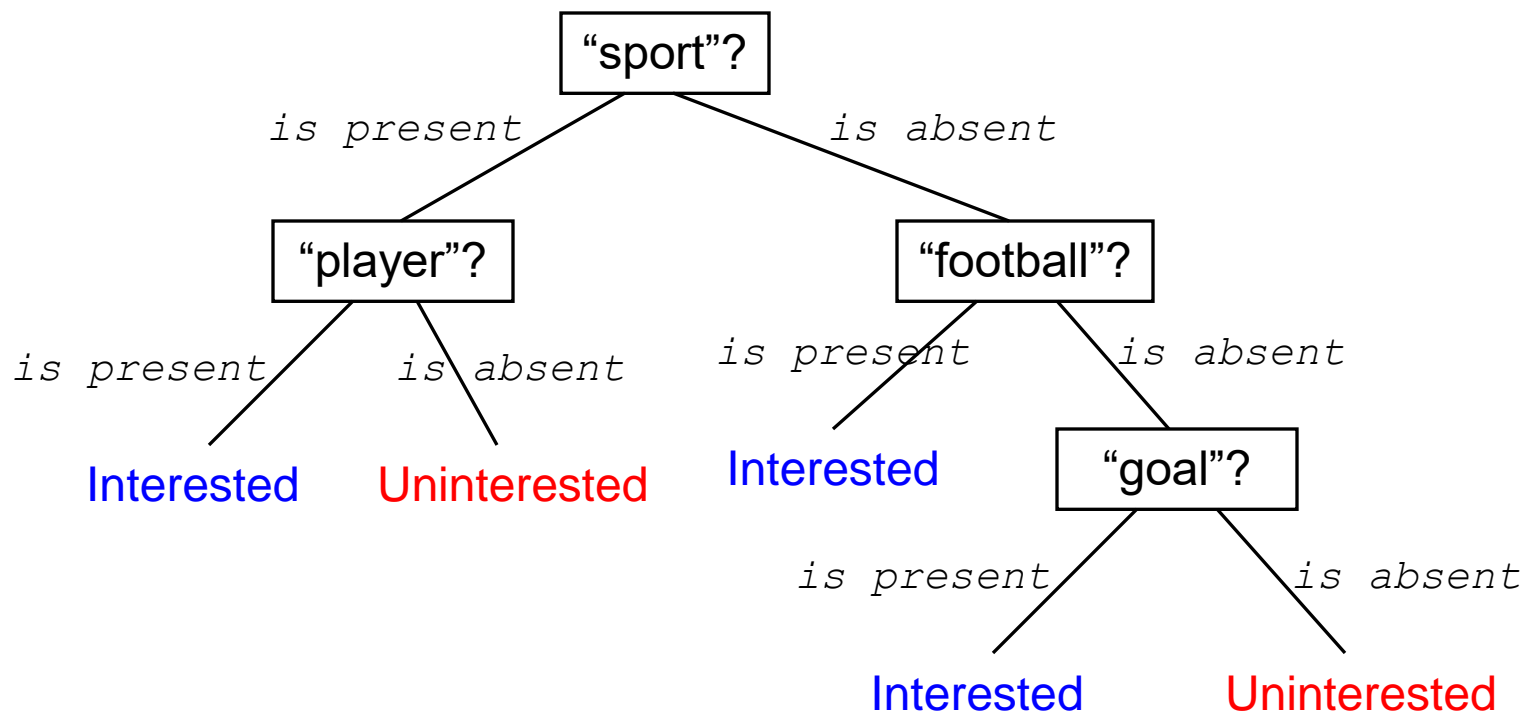 “sport”?
is present
is absent
“player”?
“football”?
is present
is absent
is present
is absent
Interested
Uninterested
Interested
“goal”?
is present
is absent
Interested
Uninterested